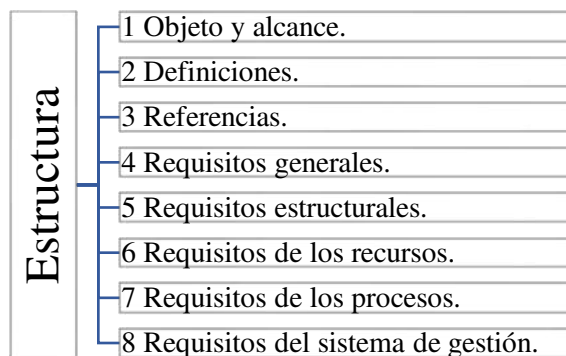 Estructura
1 Objeto y alcance.
2 Definiciones.
3 Referencias.
4 Requisitos generales.
5 Requisitos estructurales.
6 Requisitos de los recursos.
7 Requisitos de los procesos.
8 Requisitos del sistema de gestión.